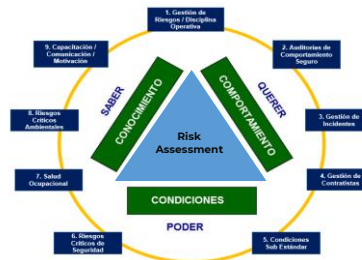 1. Gestión de
Riesgos / Disciplina
Operativa
9. Capacitación /
Comunicación /
Motivación
2. Auditorias de
Comportamiento
Seguro
SABER
CONOCIMIENTO
QUERER
COMPORTAMIENTO
8. Riesgos
Críticos
Ambientales
3. Gestión de
Incidentes
Risk
Assessment
7. Salud
Ocupacional
4. Gestión de
Contratistas
CONDICIONES
PODER
6. Riesgos
Críticos de
Seguridad
5. Condiciones
Sub Estándar